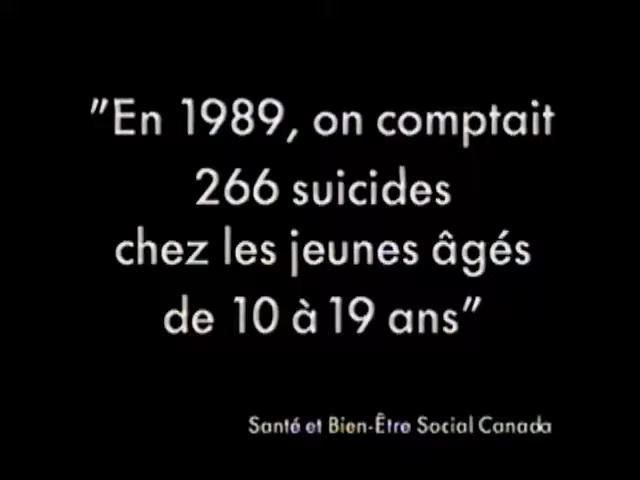 "En 1989, on comptait
266 suicides
chez les jeunes âgés
de 10 à 19 ans"
Santé et Bien-Être Social Canada